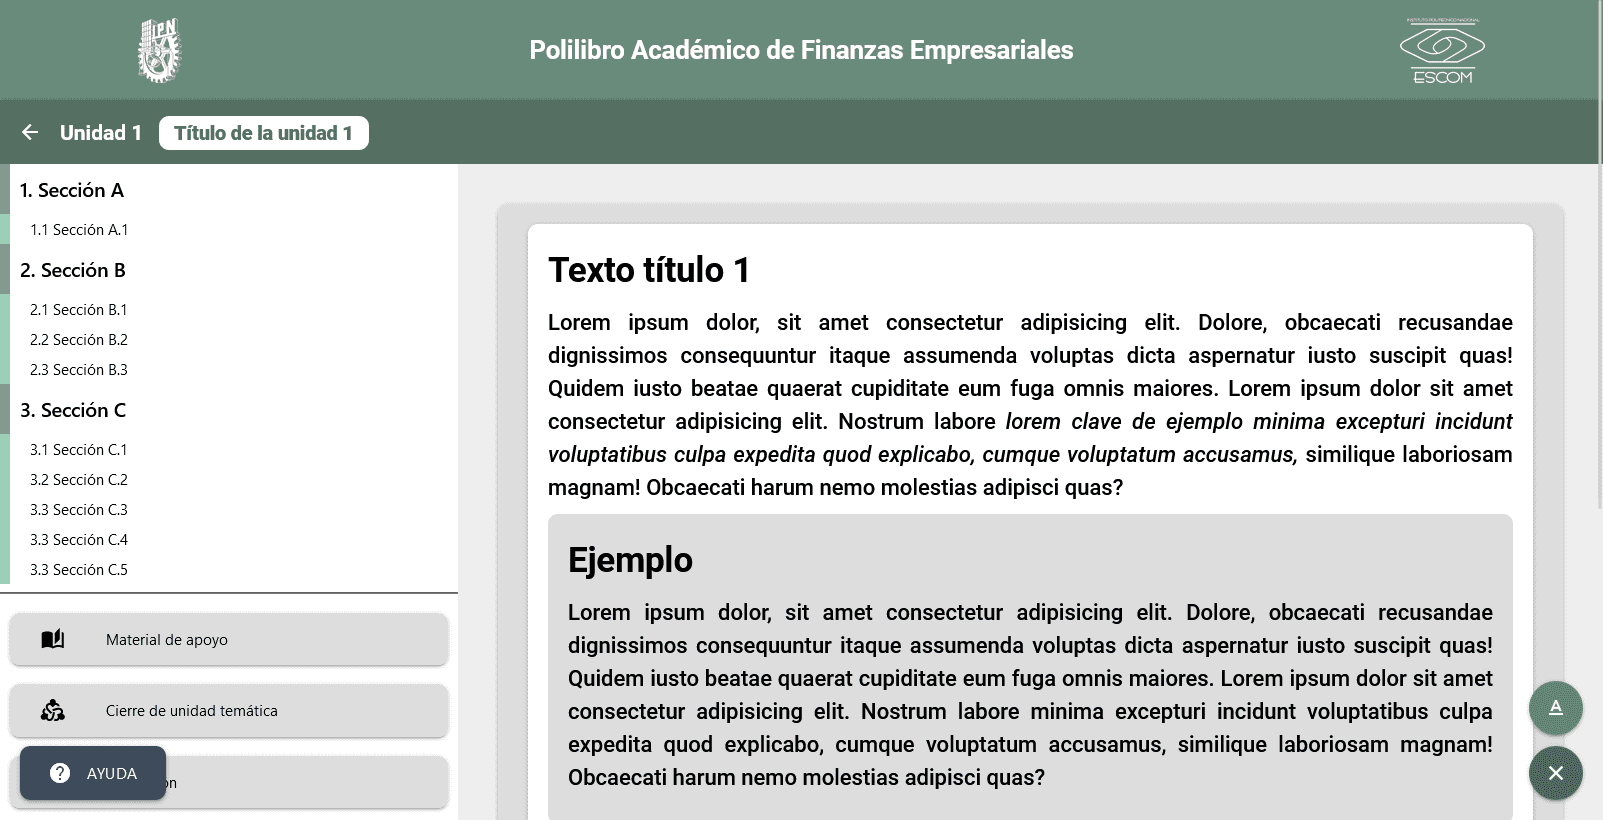 IPN
Polilibro Académico de Finanzas Empresariales
INSTITUTO POLITÉCNICO NACIONAL
ESCOM
Unidad 1
Título de la unidad 1
1. Sección A
1.1 Sección A.1
2. Sección B
2.1 Sección B.1
2.2 Sección B.2
2.3 Sección B.3
3. Sección C
3.1 Sección C.1
3.2 Sección C.2
3.3 Sección C.3
3.3 Sección C.4
3.3 Sección C.5
Material de apoyo
Cierre de unidad temática
AYUDA
Texto título 1
Lorem ipsum dolor, sit amet consectetur adipisicing elit. Dolore, obcaecati recusandae
dignissimos consequuntur itaque assumenda voluptas dicta aspernatur iusto suscipit quas!
Quidem iusto beatae quaerat cupiditate eum fuga omnis maiores. Lorem ipsum dolor sit amet
consectetur adipisicing elit. Nostrum labore lorem clave de ejemplo minima excepturi incidunt
voluptatibus culpa expedita quod explicabo, cumque voluptatum accusamus, similique laboriosam
magnam! Obcaecati harum nemo molestias adipisci quas?
Ejemplo
Lorem ipsum dolor, sit amet consectetur adipisicing elit. Dolore, obcaecati recusandae
dignissimos consequuntur itaque assumenda voluptas dicta aspernatur iusto suscipit quas!
Quidem iusto beatae quaerat cupiditate eum fuga omnis maiores. Lorem ipsum dolor sit amet
consectetur adipisicing elit. Nostrum labore minima excepturi incidunt voluptatibus culpa
expedita quod explicabo, cumque voluptatum accusamus, similique laboriosam magnam!
Obcaecati harum nemo molestias adipisci quas?
A